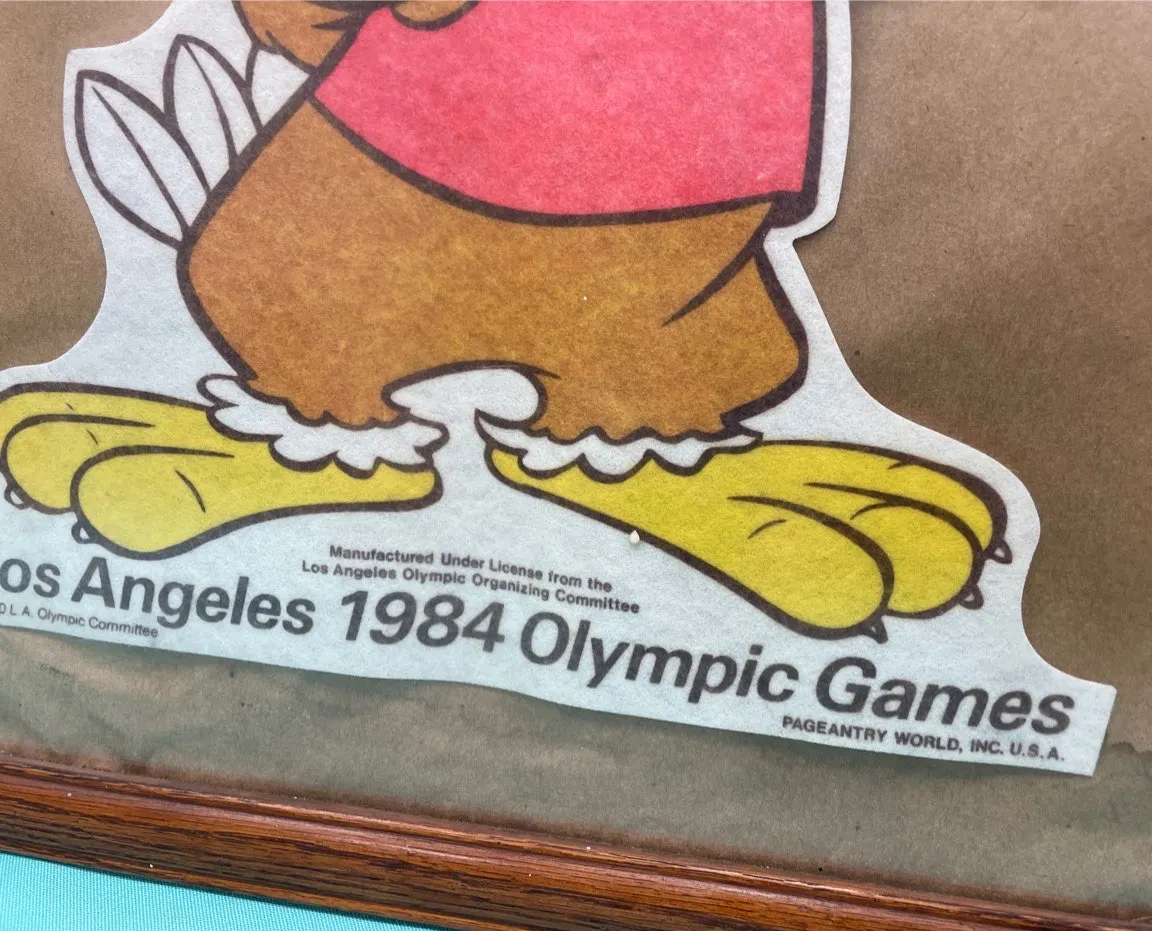 Manufactured Under License from the
Los Angeles Olympic Organizing Committee
os Angeles 1984 Olympic Games
L.A. Olympic Committee
PAGEANTRY WORLD, INC. U.S.A.